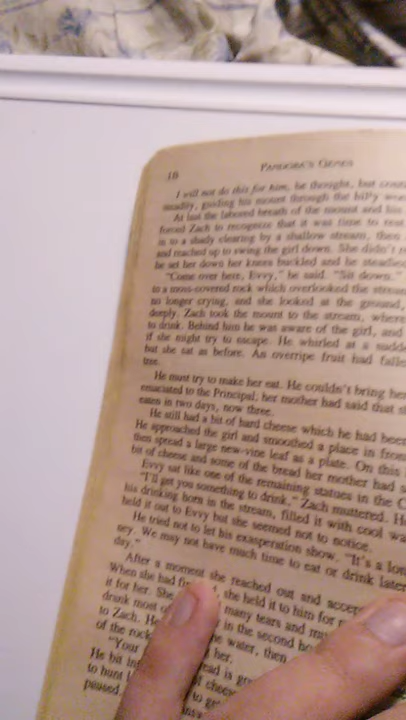 18 PANDORA'S GENES
I will not do this for him, he thought, but
steadily, guiding his mount through the hilly
At last the labored breath of the mount and his
forced Zach to recognize that it was time to rest
in to a shady clearing by a shallow stream, then
and reached up to swing the girl down. She didn't
he set her down her knees buckled and he steadied
"Come over here, Evvy," he said. "Sit down."
to a moss-covered rock which overlooked the stream
no longer crying, and she looked at the ground,
deeply. Zach took the mount to the stream, where
to drink. Behind him he was aware of the girl, and
if she might try to escape. He whirled at a
but she sat as before. An overripe fruit had
tree.
He must try to make her eat. He couldn't bring her
emaciated to the Principal; her mother had said that
eaten in two days, now three.
He still had a bit of hard cheese which he had been
He approached the girl and smoothed a place in
then spread a large new-vine leaf as a plate. On this
bit of cheese and some of the bread her mother had
Evvy sat like one of the remaining statues in the
"I'll get you something to drink," Zach muttered. He
his drinking horn in the stream, filled it with cool
held it out to Evvy but she seemed not to notice.
He tried not to let his exasperation show. "It's a
ney. We may not have much time to eat or drink later
day."
After a moment she reached out and
When she had she held it to him for
it for her. She many tears and
drank most in the second
to Zach. water, then
of the rock her.
"Your
He bit cheese
to hunt to
paused